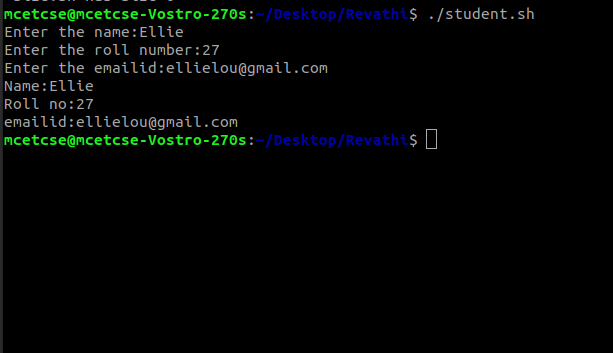 mcetcse@mcetcse-Vostro-270s:~/Desktop/Revathi$ ./student.sh
Enter the name:Ellie
Enter the roll number:27
Enter the emailid:ellielou@gmail.com
Name:Ellie
Roll no:27
emailid:ellielou@gmail.com
mcetcse@mcetcse-Vostro-270s:~/Desktop/Revathi$